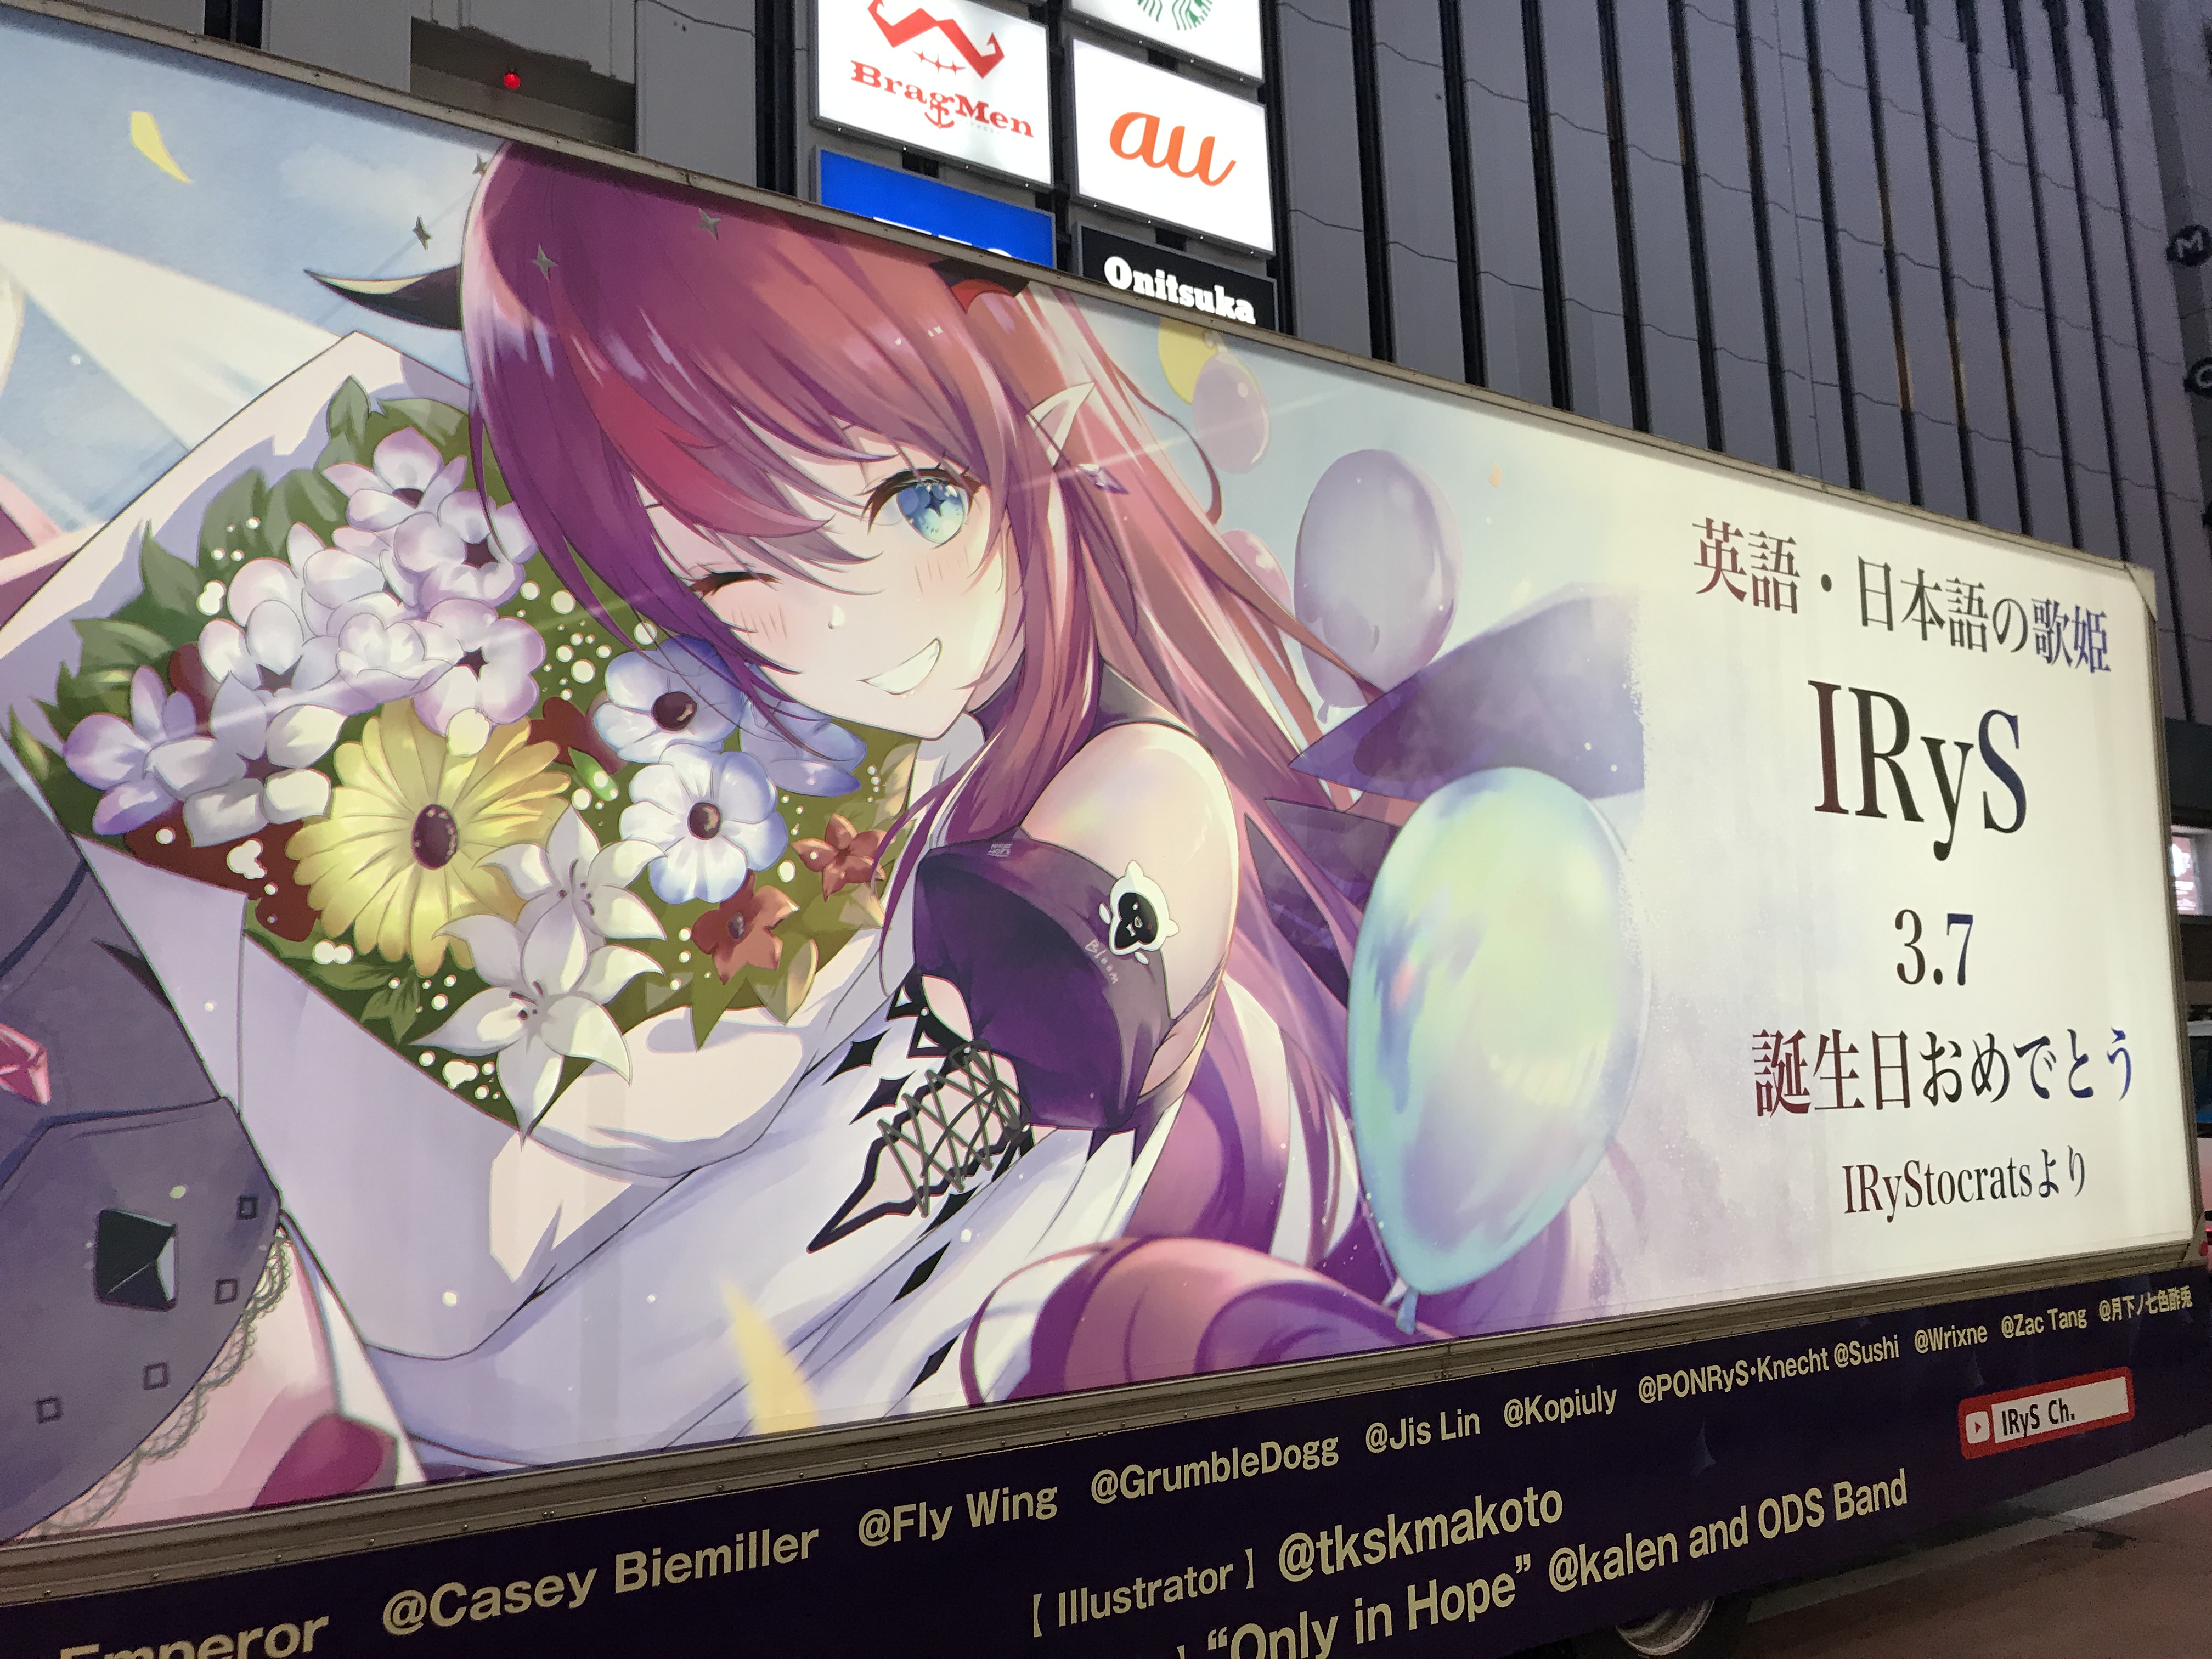 BragMen
au
Onitsuka
英語・日本語の歌姫
IRyS
3.7
誕生日おめでとう
IRyStocratsより
Bloom
Emperor @Casey Biemiller @Fly Wing @GrumbleDogg @Jis Lin @Kopiuly @PONRyS・Knecht @Sushi @Wrixne @Zac Tang @月下ノ七色酢兎
IRyS Ch.
【Illustrator】@tkskmakoto
“Only in Hope” @kalen and ODS Band